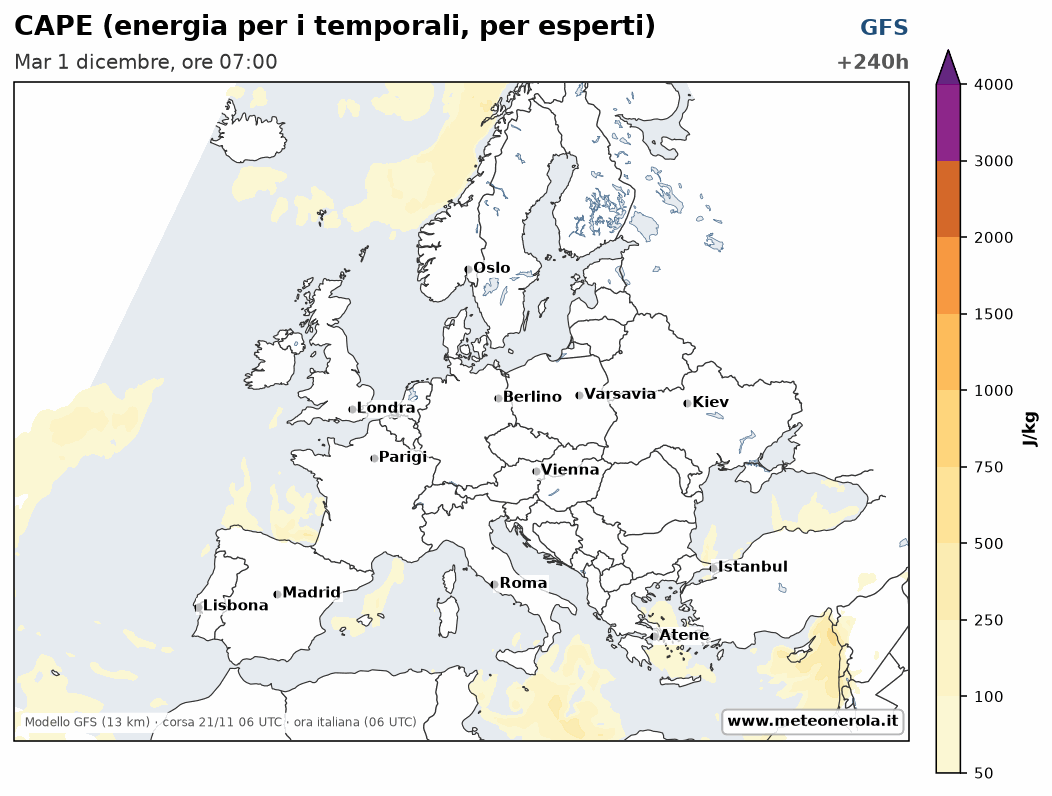 CAPE (energia per i temporali, per esperti)
GFS
Mar 1 dicembre, ore 07:00
+240h
4000
3000
2000
1500
1000
750
500
250
100
50
J/kg
Oslo
Londra
Berlino
Varsavia
Kiev
Parigi
Vienna
Istanbul
Roma
Madrid
Lisbona
Atene
Modello GFS (13 km) · corsa 21/11 06 UTC · ora italiana (06 UTC)
www.meteonerola.it